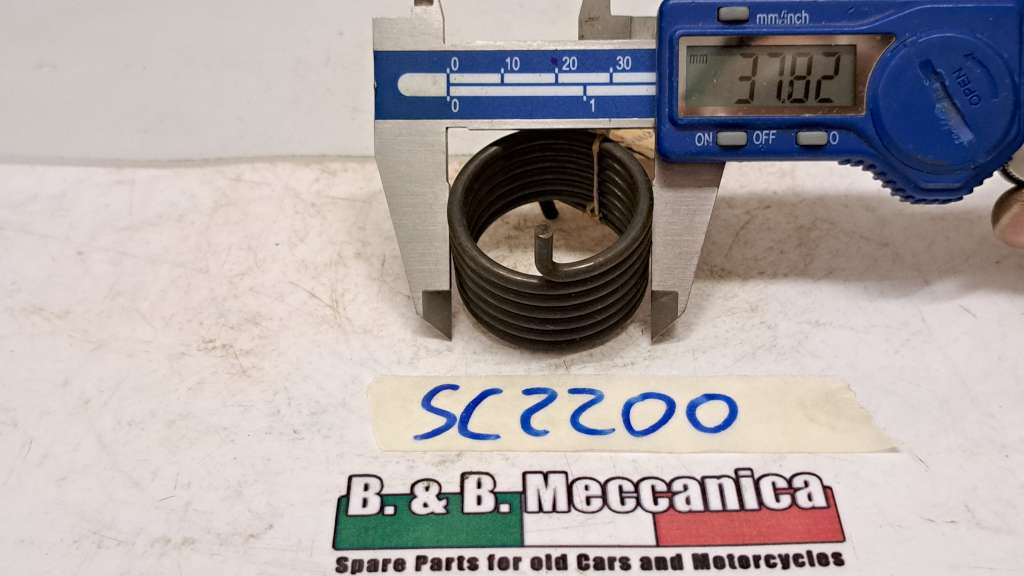 mm/inch
mm 37.82
0 10 20 30
0 1
ON OFF 0
OPEN
SC2200
B. & B. Meccanica
Spare Parts for old Cars and Motorcycles